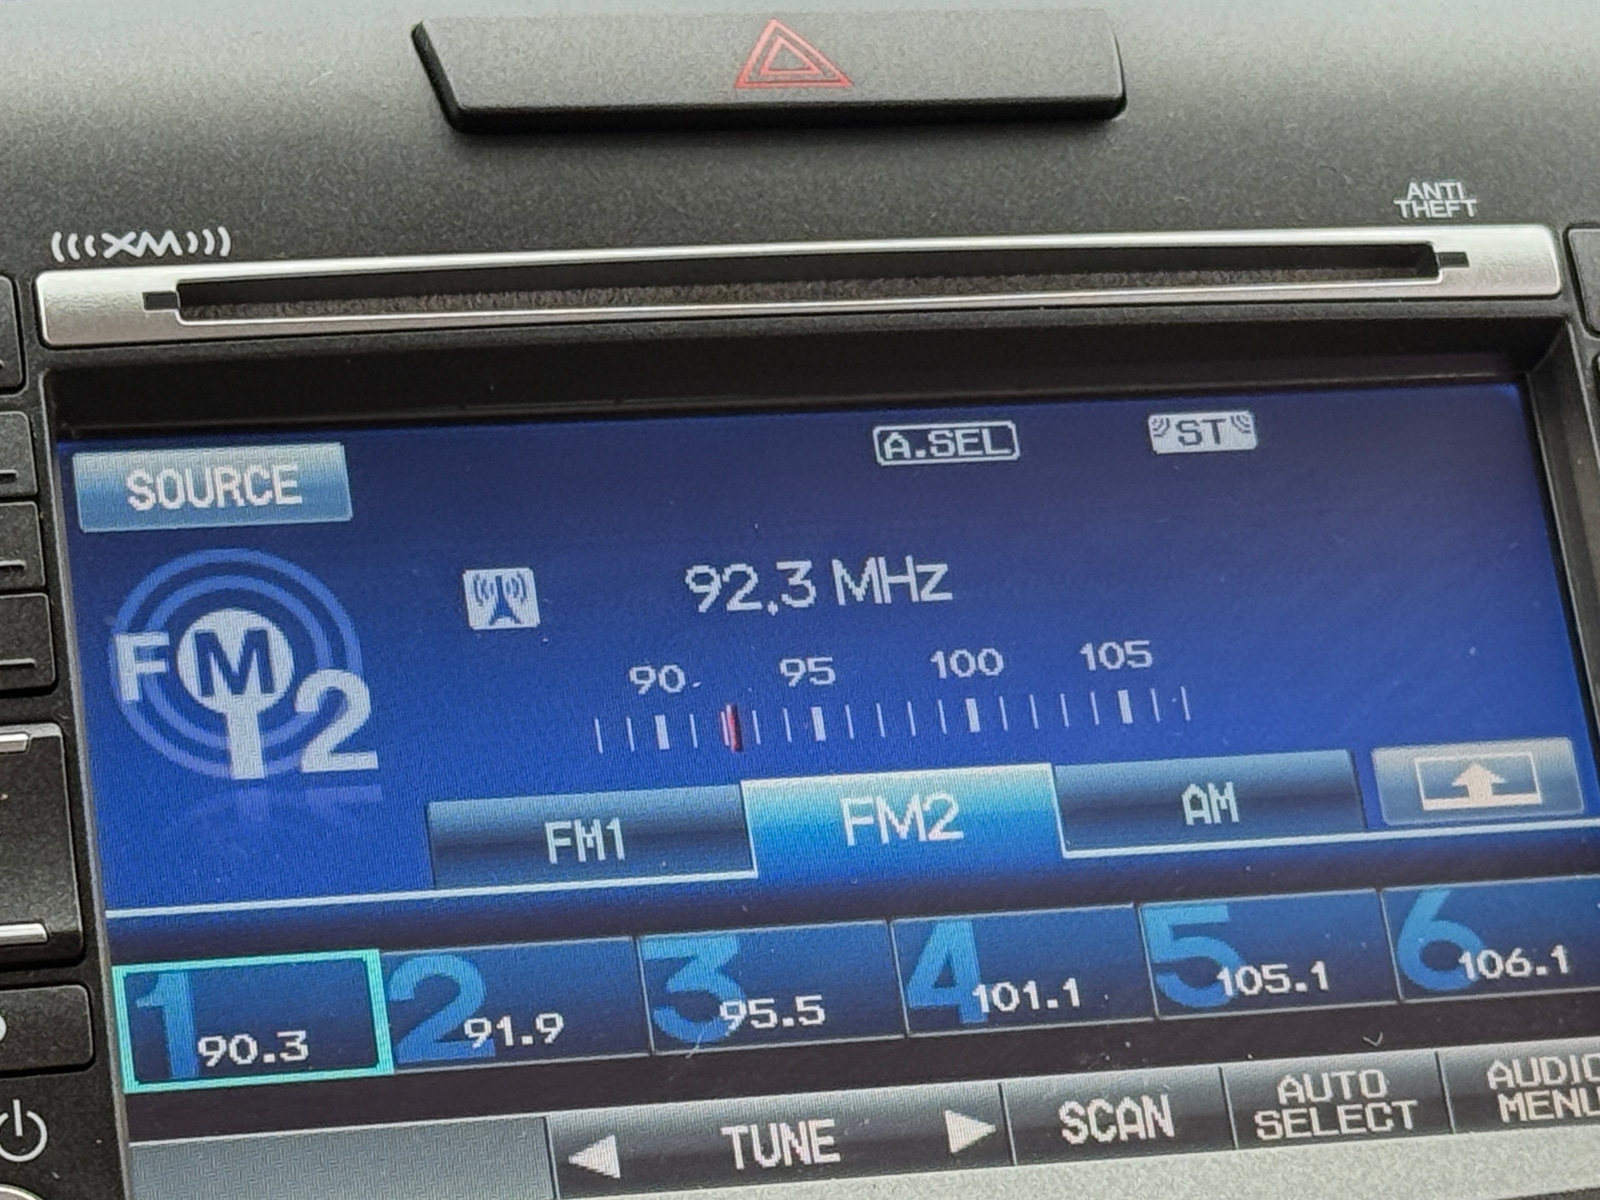 (((XM)))
ANTI
THEFT
SOURCE
A.SEL
ST
FM
2
92.3 MHz
90 95 100 105
FM1 FM2 AM
1 90.3
2 91.9
3 95.5
4 101.1
5 105.1
6 106.1
TUNE
SCAN
AUTO
SELECT
AUDIO
MENU